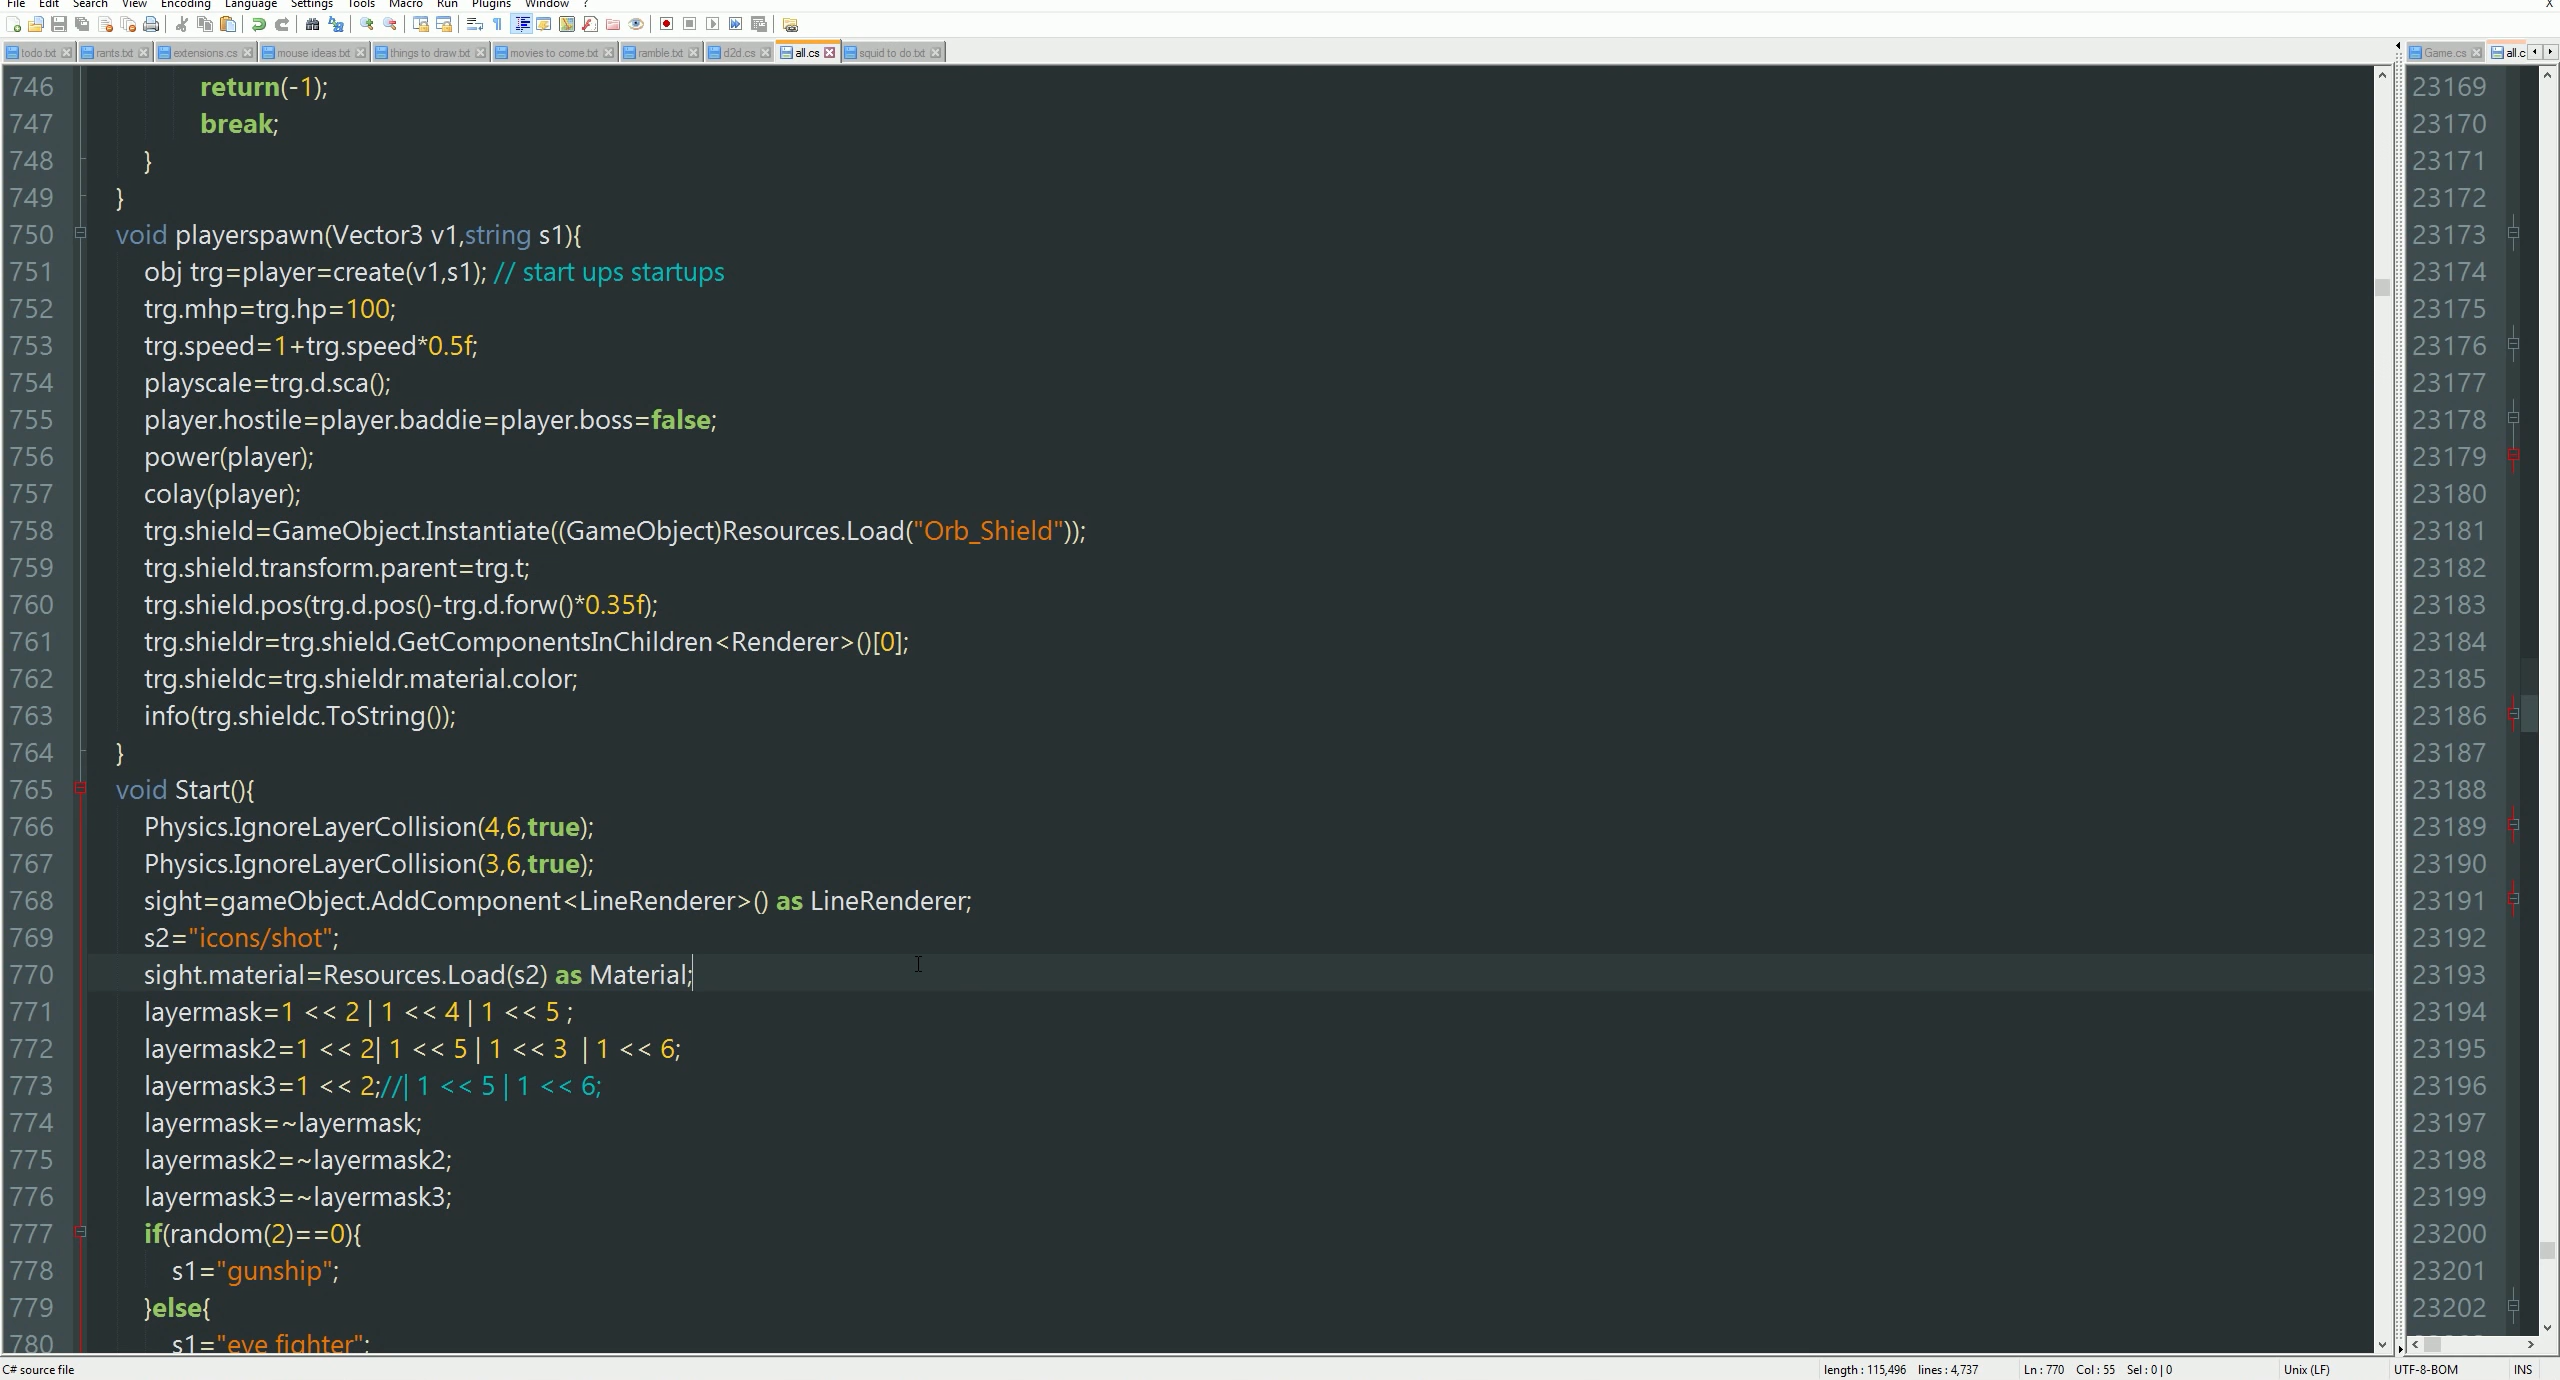 File Edit Search View Encoding Language Settings Tools Macro Run Plugins Window ? X
todo.txt rants.txt extensions.cs mouse ideas.txt things to draw.txt movies to come.txt ramble.txt d2d.cs all.cs squid to do.txt Game.cs all.c
746 return(-1);
747 break;
748 }
749 }
750 void playerspawn(Vector3 v1,string s1){
751 obj trg=player=create(v1,s1); // start ups startups
752 trg.mhp=trg.hp=100;
753 trg.speed=1+trg.speed*0.5f;
754 playscale=trg.d.sca();
755 player.hostile=player.baddie=player.boss=false;
756 power(player);
757 colay(player);
758 trg.shield=GameObject.Instantiate((GameObject)Resources.Load("Orb_Shield"));
759 trg.shield.transform.parent=trg.t;
760 trg.shield.pos(trg.d.pos()-trg.d.forw()*0.35f);
761 trg.shieldr=trg.shield.GetComponentsInChildren<Renderer>()[0];
762 trg.shieldc=trg.shieldr.material.color;
763 info(trg.shieldc.ToString());
764 }
765 void Start(){
766 Physics.IgnoreLayerCollision(4,6,true);
767 Physics.IgnoreLayerCollision(3,6,true);
768 sight=gameObject.AddComponent<LineRenderer>() as LineRenderer;
769 s2="icons/shot";
770 sight.material=Resources.Load(s2) as Material;
771 layermask=1 << 2 | 1 << 4 | 1 << 5 ;
772 layermask2=1 << 2| 1 << 5 | 1 << 3 | 1 << 6;
773 layermask3=1 << 2;//| 1 << 5 | 1 << 6;
774 layermask=~layermask;
775 layermask2=~layermask2;
776 layermask3=~layermask3;
777 if(random(2)==0){
778 s1="gunship";
779 }else{
780 s1="eye fighter";
23169
23170
23171
23172
23173
23174
23175
23176
23177
23178
23179
23180
23181
23182
23183
23184
23185
23186
23187
23188
23189
23190
23191
23192
23193
23194
23195
23196
23197
23198
23199
23200
23201
23202
C# source file length : 115,496 lines : 4,737 Ln : 770 Col : 55 Sel : 0 | 0 Unix (LF) UTF-8-BOM INS